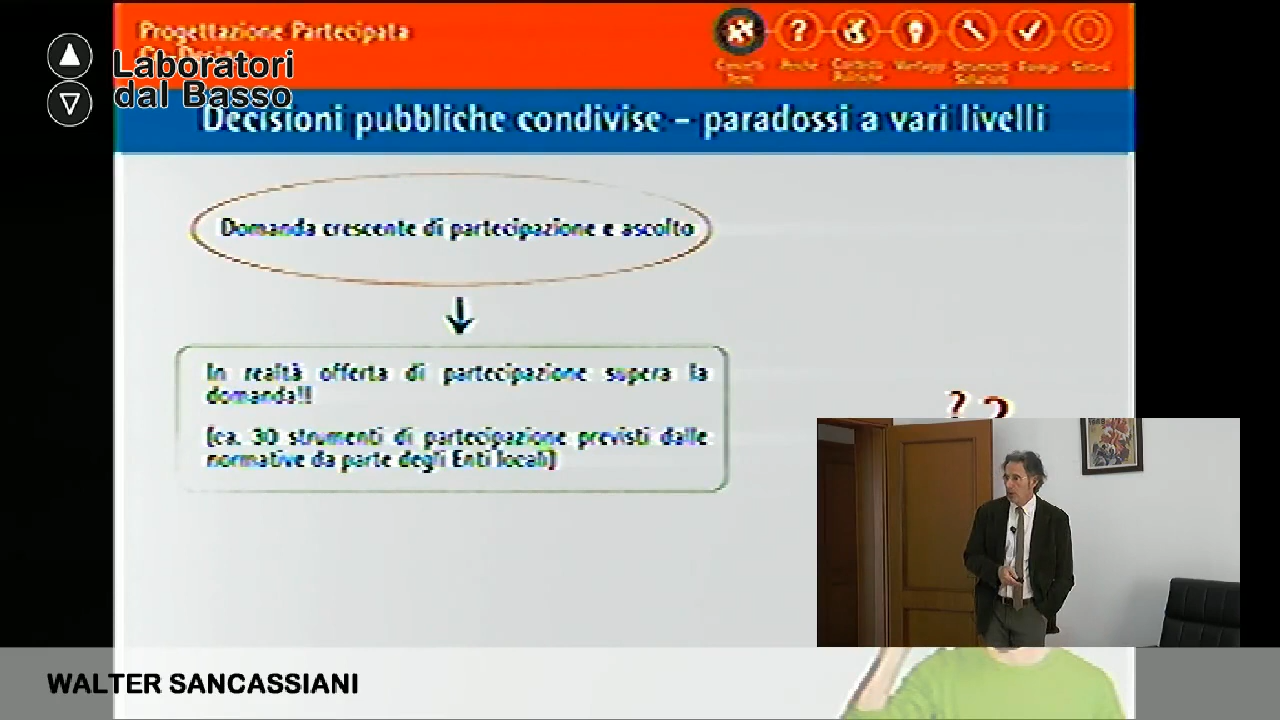 Progettazione Partecipata
Laboratori
dal Basso
Decisioni pubbliche condivise – paradossi a vari livelli
Domanda crescente di partecipazione e ascolto
In realtà offerta di partecipazione supera la
domanda!!
(ca. 30 strumenti di partecipazione previsti dalle
normative da parte degli Enti locali)
? ?
WALTER SANCASSIANI